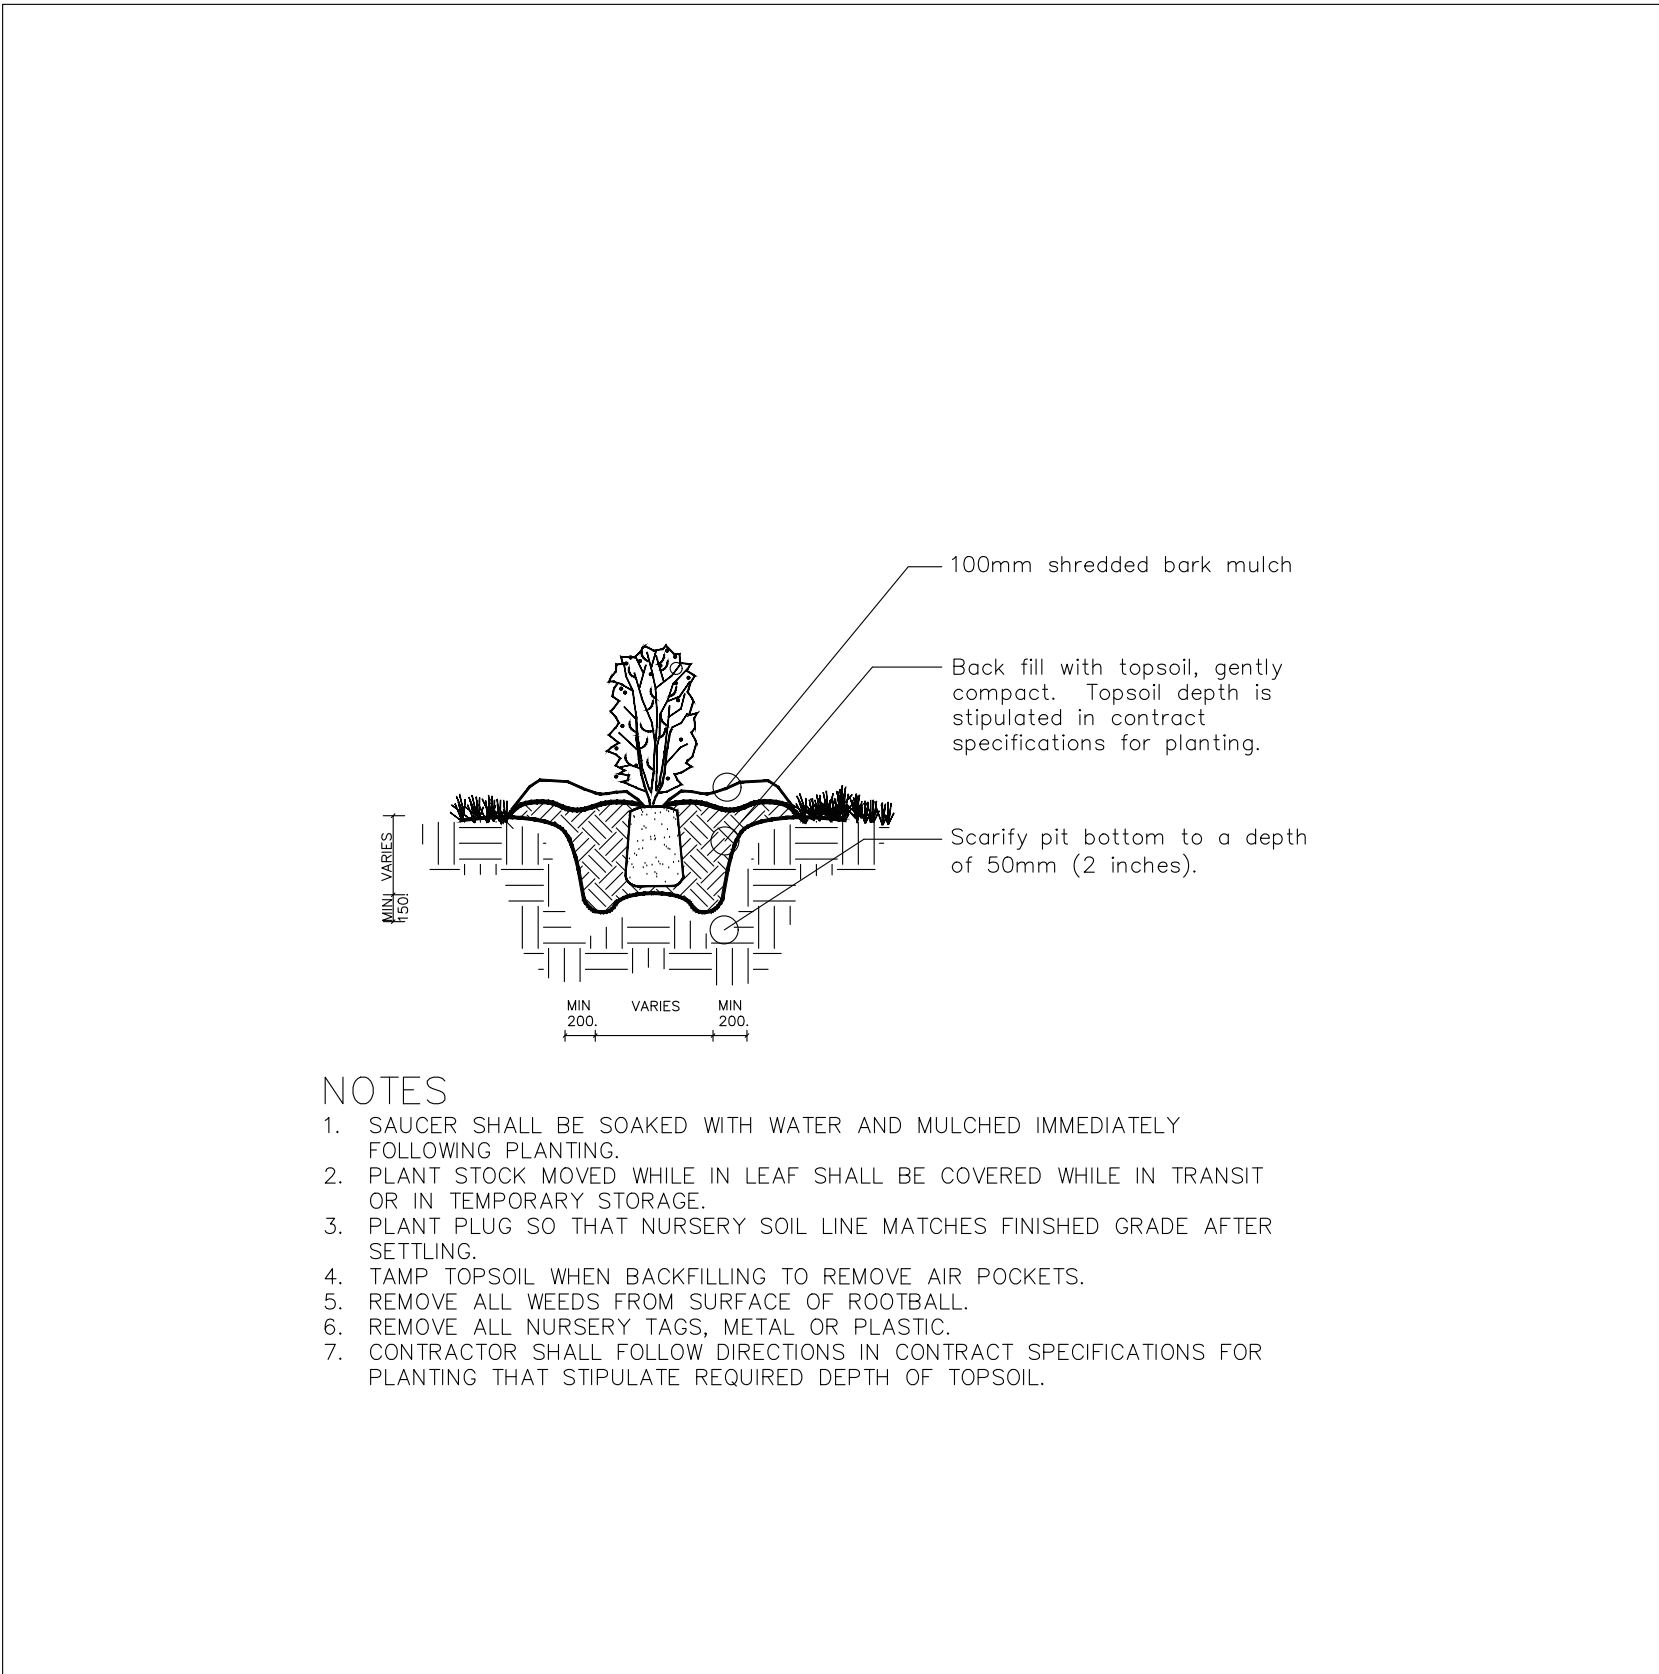 100mm shredded bark mulch
Back fill with topsoil, gently
compact. Topsoil depth is
stipulated in contract
specifications for planting.
Scarify pit bottom to a depth
of 50mm (2 inches).
VARIES
MIN
150.
MIN
200.
VARIES
MIN
200.
NOTES
1. SAUCER SHALL BE SOAKED WITH WATER AND MULCHED IMMEDIATELY
FOLLOWING PLANTING.
2. PLANT STOCK MOVED WHILE IN LEAF SHALL BE COVERED WHILE IN TRANSIT
OR IN TEMPORARY STORAGE.
3. PLANT PLUG SO THAT NURSERY SOIL LINE MATCHES FINISHED GRADE AFTER
SETTLING.
4. TAMP TOPSOIL WHEN BACKFILLING TO REMOVE AIR POCKETS.
5. REMOVE ALL WEEDS FROM SURFACE OF ROOTBALL.
6. REMOVE ALL NURSERY TAGS, METAL OR PLASTIC.
7. CONTRACTOR SHALL FOLLOW DIRECTIONS IN CONTRACT SPECIFICATIONS FOR
PLANTING THAT STIPULATE REQUIRED DEPTH OF TOPSOIL.